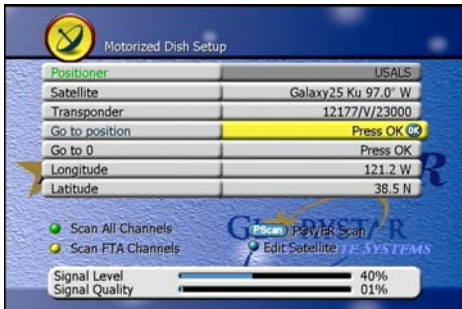 Motorized Dish Setup
Positioner USALS
Satellite Galaxy25 Ku 97.0° W
Transponder 12177/V/23000
Go to position Press OK OK
Go to 0 Press OK
Longitude 121.2 W
Latitude 38.5 N
Scan All Channels PScan POWER Scan
Scan FTA Channels Edit Satellite
Signal Level 40%
Signal Quality 01%